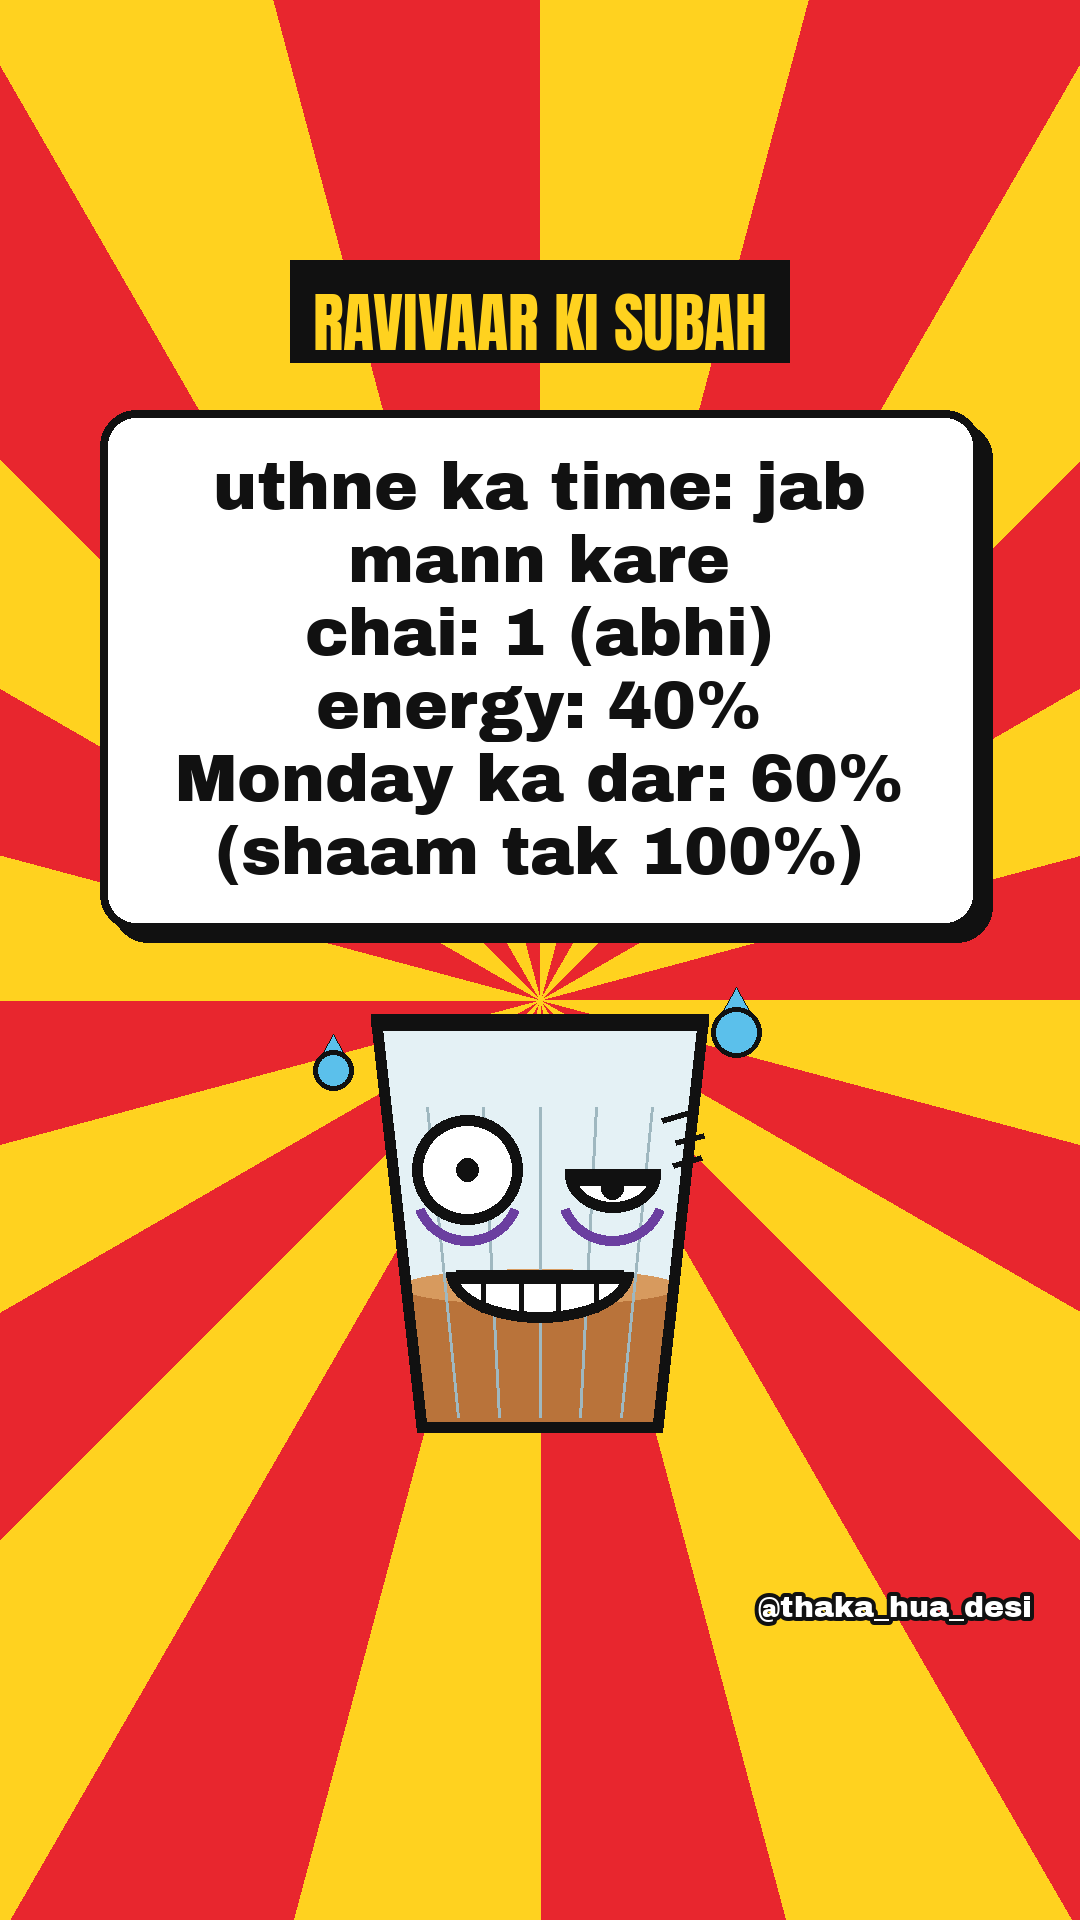 RAVIVAAR KI SUBAH
uthne ka time: jab
mann kare
chai: 1 (abhi)
energy: 40%
Monday ka dar: 60%
(shaam tak 100%)
@thaka_hua_desi